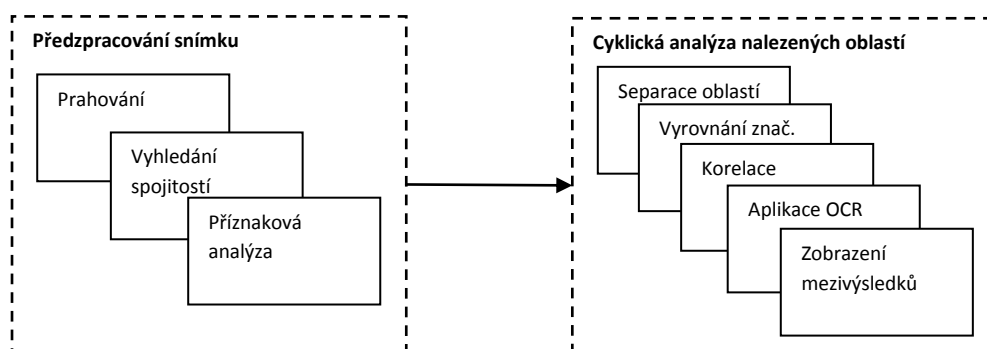 Předzpracování snímku
Prahování
Vyhledání
spojitostí
Příznaková
analýza
Cyklická analýza nalezených oblastí
Separace oblastí
Vyrovnání znač.
Korelace
Aplikace OCR
Zobrazení
mezivýsledků